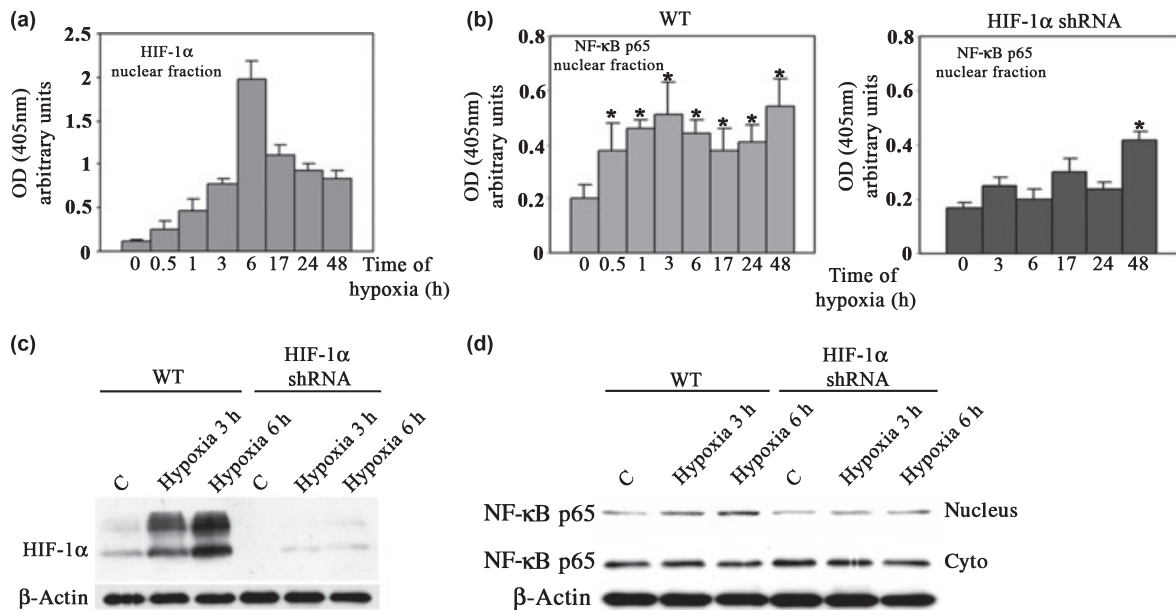 (a)
2.5
2
1.5
1
0.5
0
OD (405nm)
arbitrary units
HIF-1α
nuclear fraction
0 0.5 1 3 6 17 24 48
Time of
hypoxia (h)
(b)
WT
0.8
0.6
0.4
0.2
0
OD (405nm)
arbitrary units
NF-κB p65
nuclear fraction
* * * * * * *
0 0.5 1 3 6 17 24 48
Time of
hypoxia (h)
HIF-1α shRNA
0.8
0.6
0.4
0.2
0
OD (405nm)
arbitrary units
NF-κB p65
nuclear fraction
*
0 3 6 17 24 48
(c)
WT
HIF-1α
shRNA
C
Hypoxia 3 h
Hypoxia 6 h
C
Hypoxia 3 h
Hypoxia 6 h
HIF-1α
β-Actin
(d)
WT
HIF-1α
shRNA
C
Hypoxia 3 h
Hypoxia 6 h
C
Hypoxia 3 h
Hypoxia 6 h
NF-κB p65 Nucleus
NF-κB p65 Cyto
β-Actin